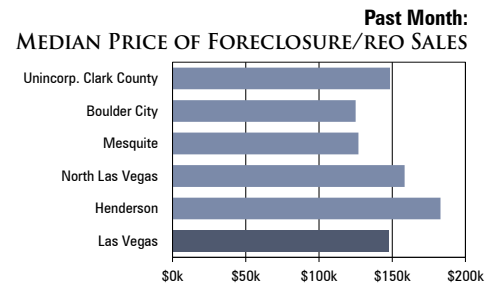 Past Month:
Median Price of Foreclosure/reo Sales
Unincorp. Clark County
Boulder City
Mesquite
North Las Vegas
Henderson
Las Vegas
$0k $50k $100k $150k $200k